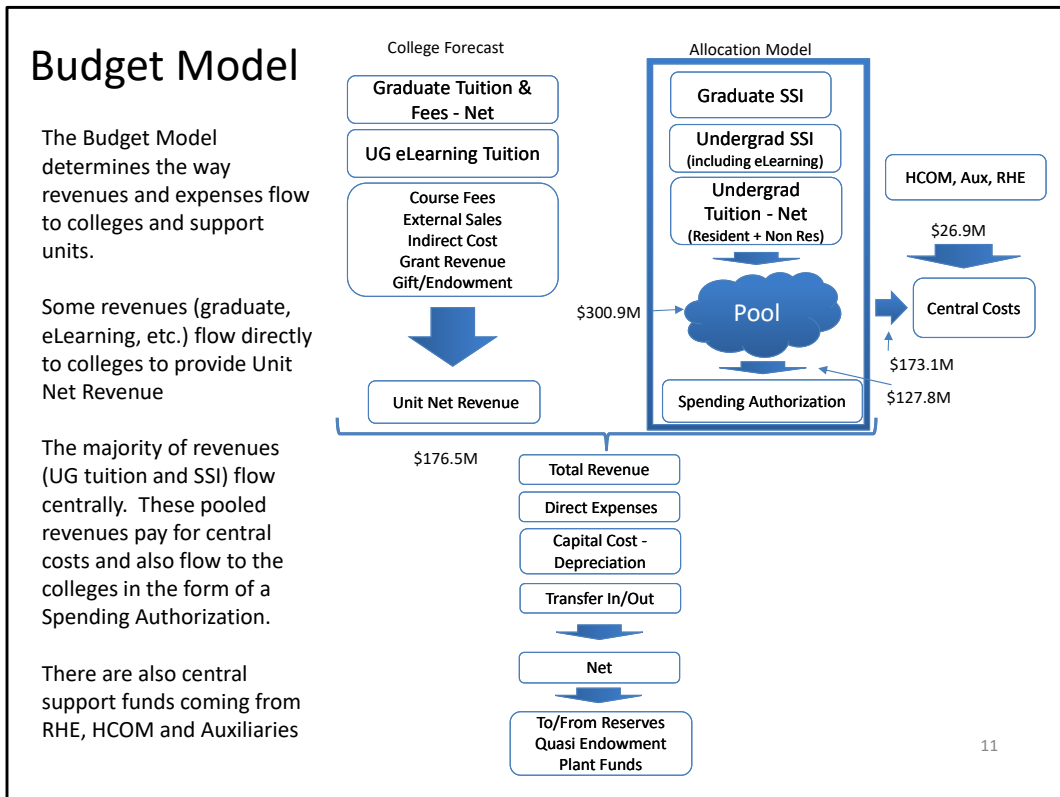 Budget Model
The Budget Model
determines the way
revenues and expenses flow
to colleges and support
units.
Some revenues (graduate,
eLearning, etc.) flow directly
to colleges to provide Unit
Net Revenue
The majority of revenues
(UG tuition and SSI) flow
centrally.  These pooled
revenues pay for central
costs and also flow to the
colleges in the form of a
Spending Authorization.
There are also central
support funds coming from
RHE, HCOM and Auxiliaries
College Forecast
Graduate Tuition &
Fees - Net
UG eLearning Tuition
Course Fees
External Sales
Indirect Cost
Grant Revenue
Gift/Endowment
Unit Net Revenue
$176.5M
Allocation Model
Graduate SSI
Undergrad SSI
(including eLearning)
Undergrad
Tuition - Net
(Resident + Non Res)
$300.9M
Pool
Spending Authorization
HCOM, Aux, RHE
$26.9M
Central Costs
$173.1M
$127.8M
Total Revenue
Direct Expenses
Capital Cost -
Depreciation
Transfer In/Out
Net
To/From Reserves
Quasi Endowment
Plant Funds
11